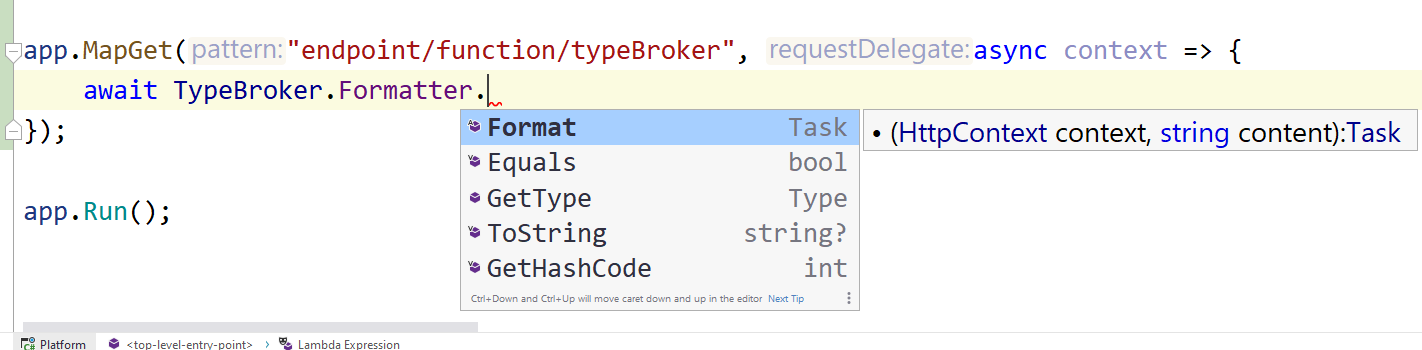 app.MapGet( pattern: "endpoint/function/typeBroker", requestDelegate: async context => {
await TypeBroker.Formatter.
});
Format Task
• (HttpContext context, string content):Task
Equals bool
GetType Type
app.Run();
ToString string?
GetHashCode int
Ctrl+Down and Ctrl+Up will move caret down and up in the editor Next Tip
C# Platform <top-level-entry-point> › Lambda Expression